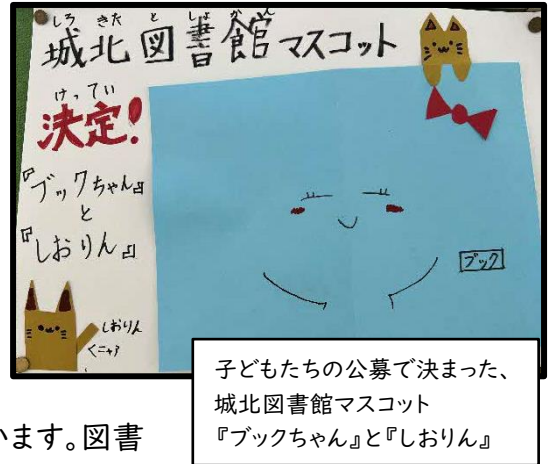 しろ きた と しょ かん
城北図書館マスコット
けってい
決定!
『ブックちゃん』
と
『しおりん』
ブック
しおりん
子どもたちの公募で決まった、
城北図書館マスコット
『ブックちゃん』と『しおりん』
います。図書